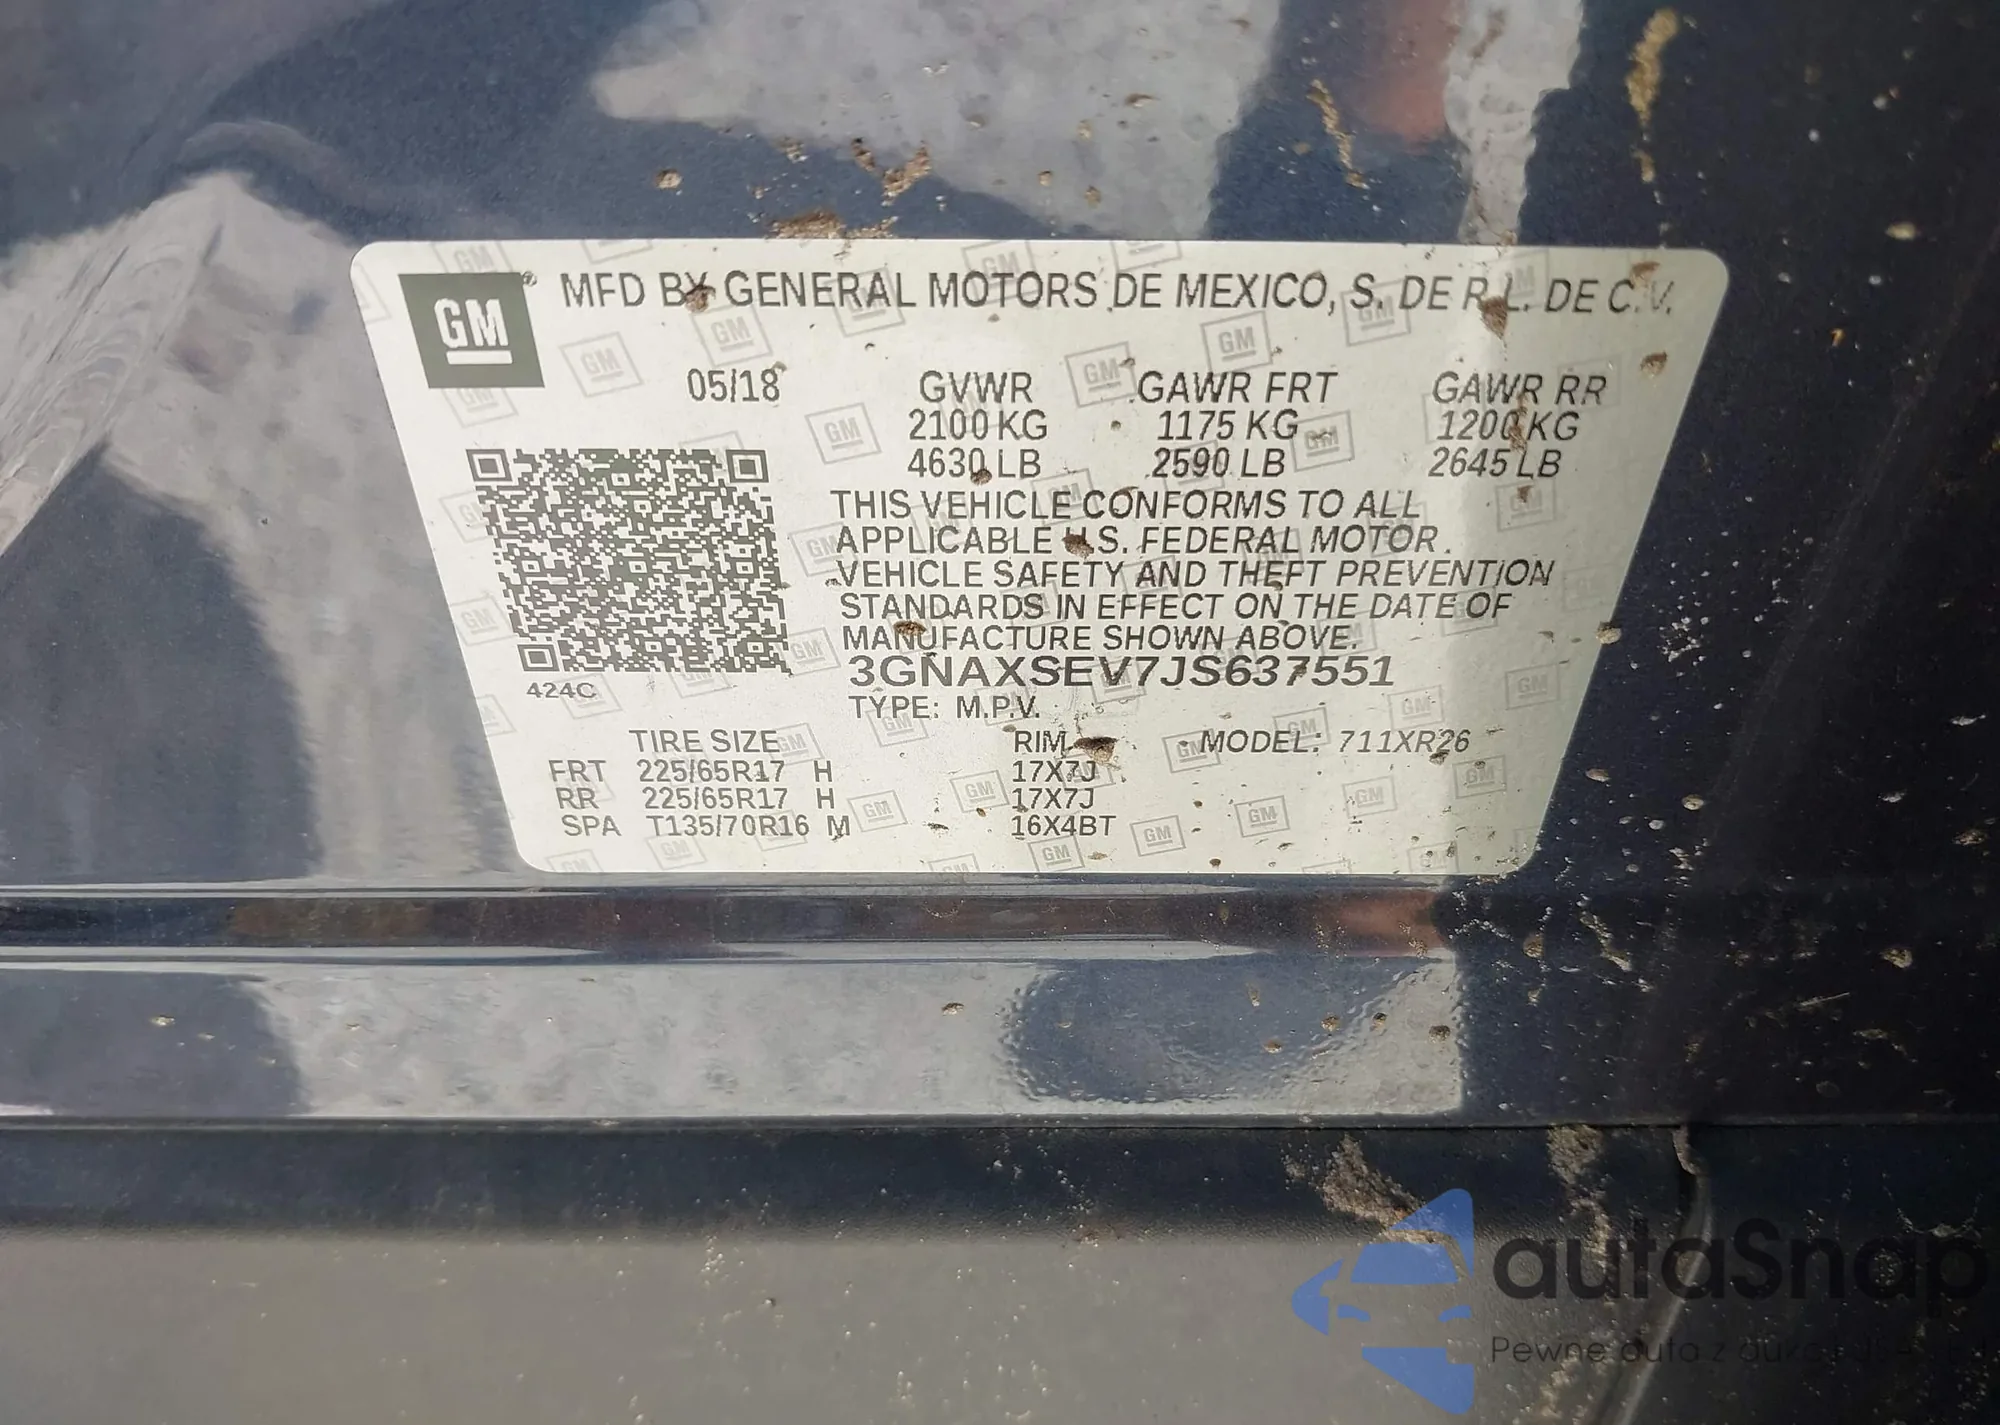 GM® MFD BY GENERAL MOTORS DE MEXICO, S. DE R.L. DE C.V.
05/18 GVWR GAWR FRT GAWR RR
2100 KG 1175 KG 1200 KG
4630 LB 2590 LB 2645 LB
THIS VEHICLE CONFORMS TO ALL
APPLICABLE U.S. FEDERAL MOTOR
VEHICLE SAFETY AND THEFT PREVENTION
STANDARDS IN EFFECT ON THE DATE OF
MANUFACTURE SHOWN ABOVE.
3GNAXSEV7JS637551
424C
TYPE: M.P.V.
TIRE SIZE RIM MODEL: 711XR26
FRT 225/65R17 H 17X7J
RR 225/65R17 H 17X7J
SPA T135/70R16 M 16X4BT
autaSnap
Pewne auta z